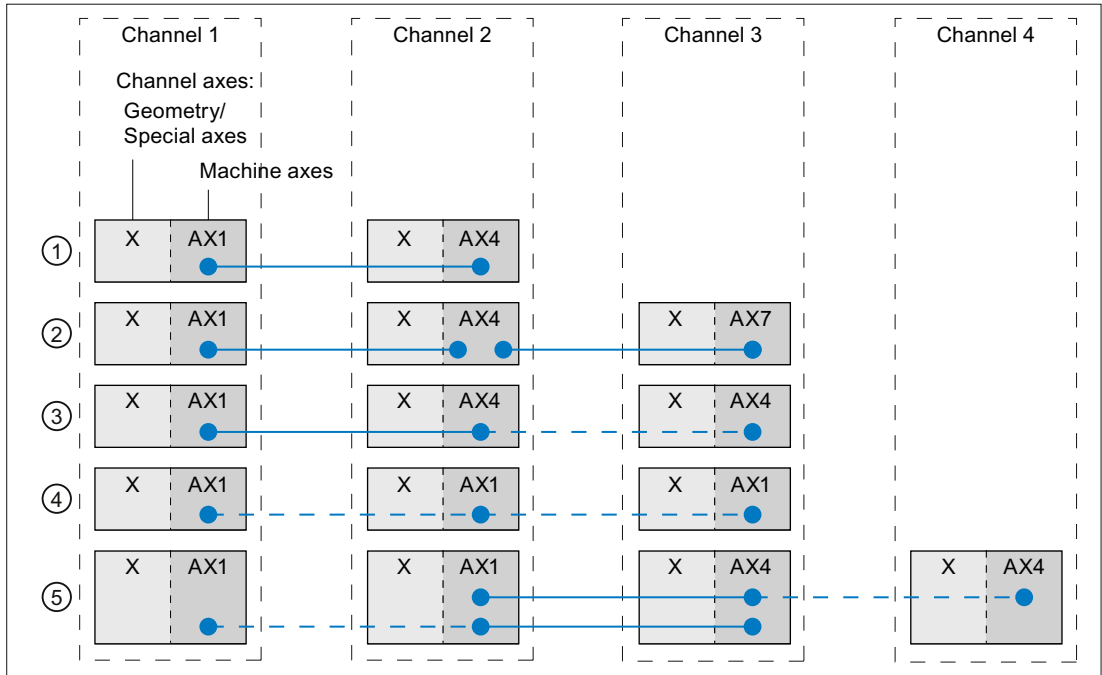 Channel 1 Channel 2 Channel 3 Channel 4
Channel axes:
Geometry/
Special axes
Machine axes
1 X AX1 X AX4
2 X AX1 X AX4 X AX7
3 X AX1 X AX4 X AX4
4 X AX1 X AX1 X AX1
5 X AX1 X AX1 X AX4 X AX4